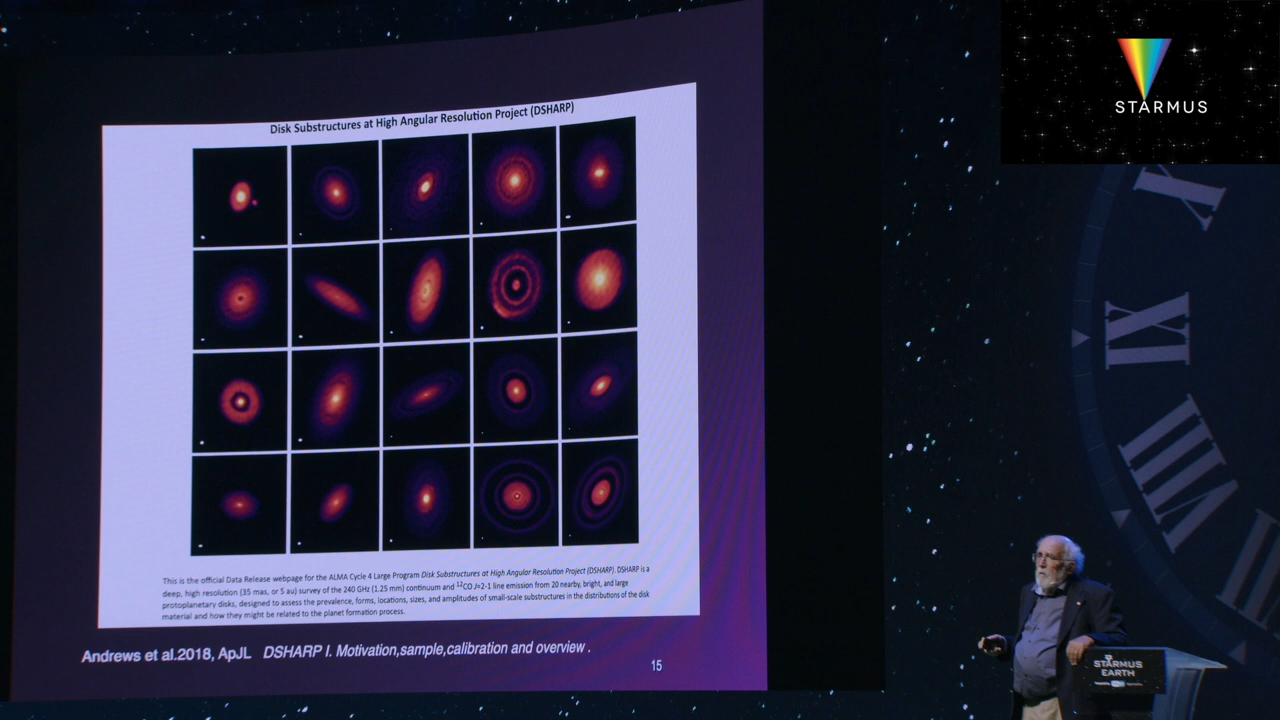 Disk Substructures at High Angular Resolution Project (DSHARP)
This is the official Data Release webpage for the ALMA Cycle 4 Large Program Disk Substructures at High Angular Resolution Project (DSHARP). DSHARP is a
deep, high resolution (35 mas, or 5 au) survey of the 240 GHz (1.25 mm) continuum and ¹²CO J=2-1 line emission from 20 nearby, bright, and large
protoplanetary disks, designed to assess the prevalence, forms, locations, sizes, and amplitudes of small-scale substructures in the distributions of the disk
material and how they might be related to the planet formation process.
Andrews et al.2018, ApJL DSHARP I. Motivation,sample,calibration and overview .
15
STARMUS
X
IX
VIII
STARMUS
EARTH